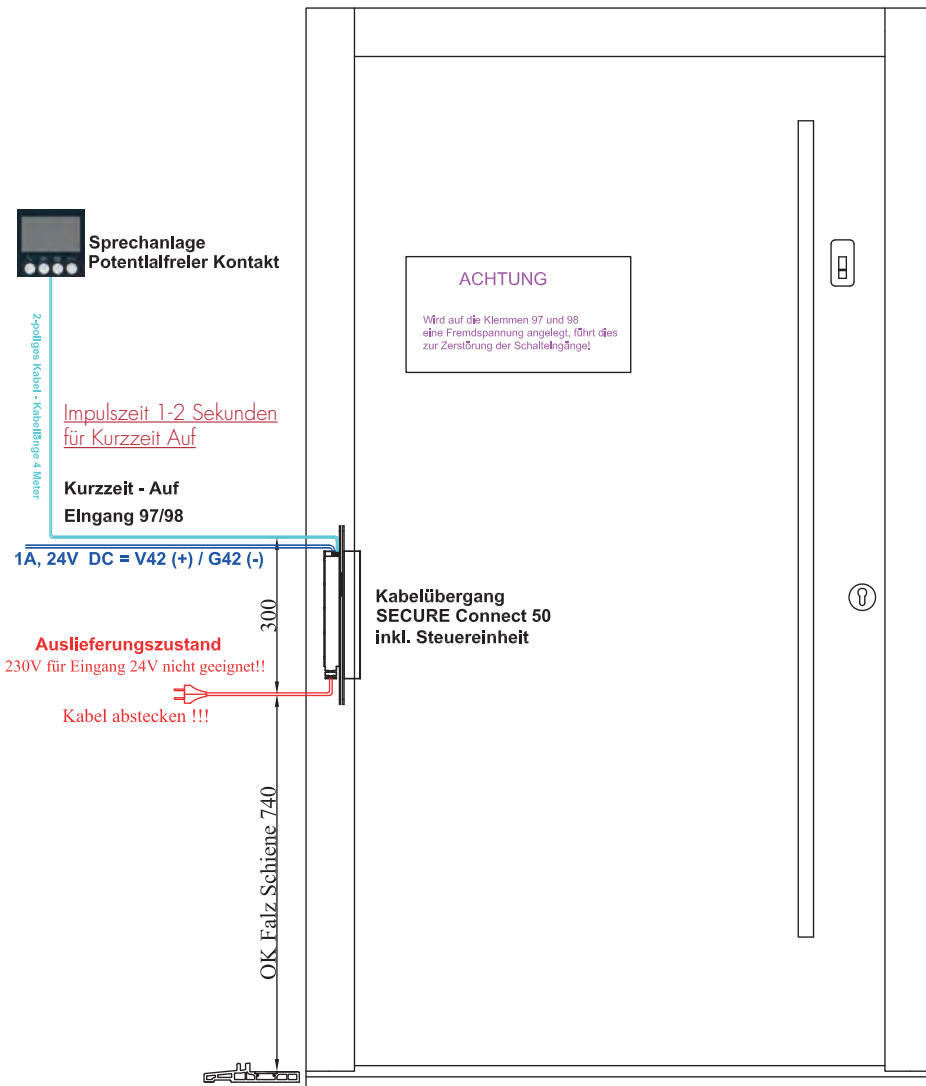 Sprechanlage
Potentialfreier Kontakt
ACHTUNG
Wird auf die Klemmen 97 und 98
eine Fremdspannung angelegt, führt dies
zur Zerstörung der Schalteingänge!
2-poliges Kabel - Kabellänge 4 Meter
Impulszeit 1-2 Sekunden
für Kurzzeit Auf
Kurzzeit - Auf
Eingang 97/98
1A, 24V DC = V42 (+) / G42 (-)
Kabelübergang
SECURE Connect 50
inkl. Steuereinheit
300
Auslieferungszustand
230V für Eingang 24V nicht geeignet!!
Kabel abstecken !!!
OK Falz Schiene 740